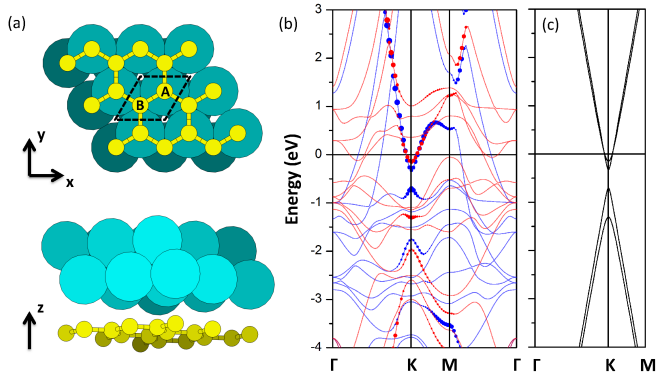 (a)
A
B
y
x
z
(b)
Energy (eV)
3
2
1
0
-1
-2
-3
-4
Γ K M Γ
(c)
Γ K M